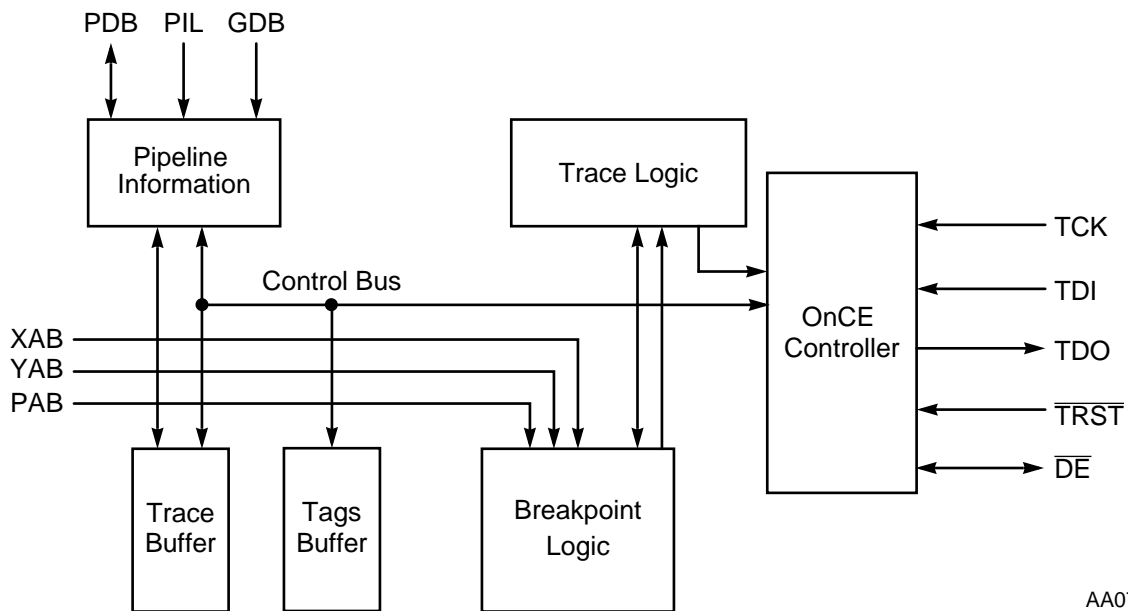 PDB PIL GDB
Pipeline
Information
Trace Logic
TCK
Control Bus
TDI
OnCE
Controller
XAB
TDO
YAB
PAB
TRST
DE
Trace
Buffer
Tags
Buffer
Breakpoint
Logic